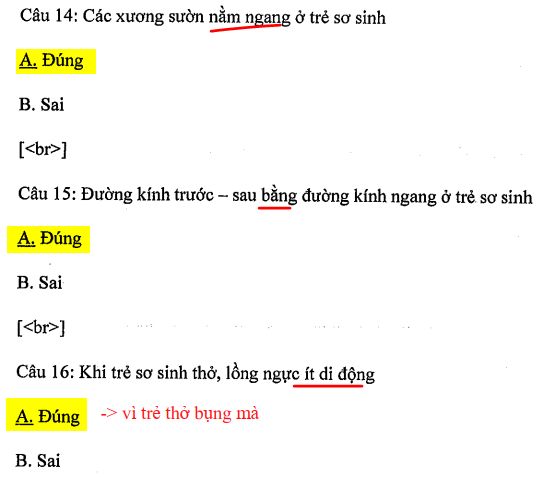 Câu 14: Các xương sườn nằm ngang ở trẻ sơ sinh
A. Đúng
B. Sai
[<br>]
Câu 15: Đường kính trước – sau bằng đường kính ngang ở trẻ sơ sinh
A. Đúng
B. Sai
[<br>]
Câu 16: Khi trẻ sơ sinh thở, lồng ngực ít di động
A. Đúng -> vì trẻ thở bụng mà
B. Sai